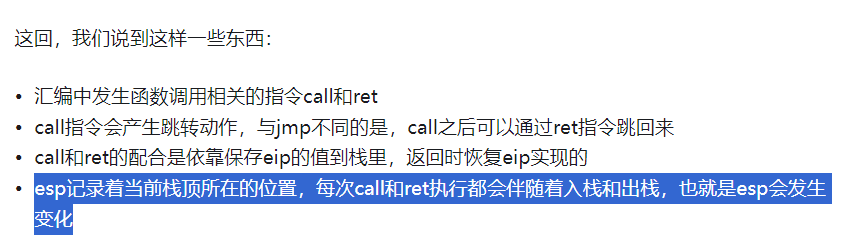 这回，我们说到这样一些东西：
• 汇编中发生函数调用相关的指令call和ret
• call指令会产生跳转动作，与jmp不同的是，call之后可以通过ret指令跳回来
• call和ret的配合是依靠保存eip的值到栈里，返回时恢复eip实现的
• esp记录着当前栈顶所在的位置，每次call和ret执行都会伴随着入栈和出栈，也就是esp会发生
变化